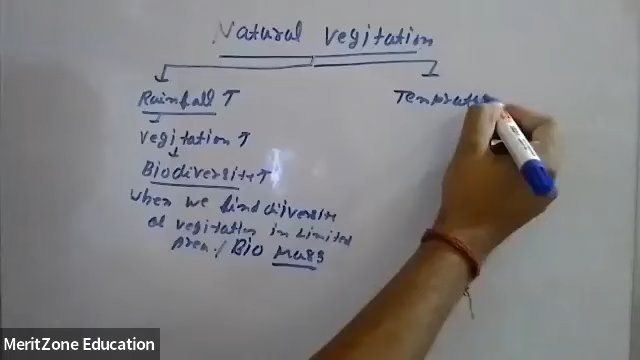 Natural Vegitation
Rainfall ↑
Vegitation ↑
Biodiversity ↑
When we find diversity
of vegitation in Limited
Area / Bio Mass
MeritZone Education